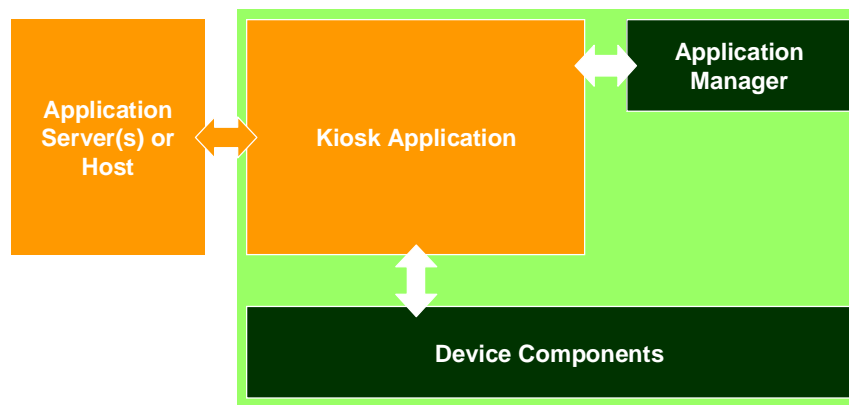 Application
Server(s) or
Host
Kiosk Application
Application
Manager
Device Components